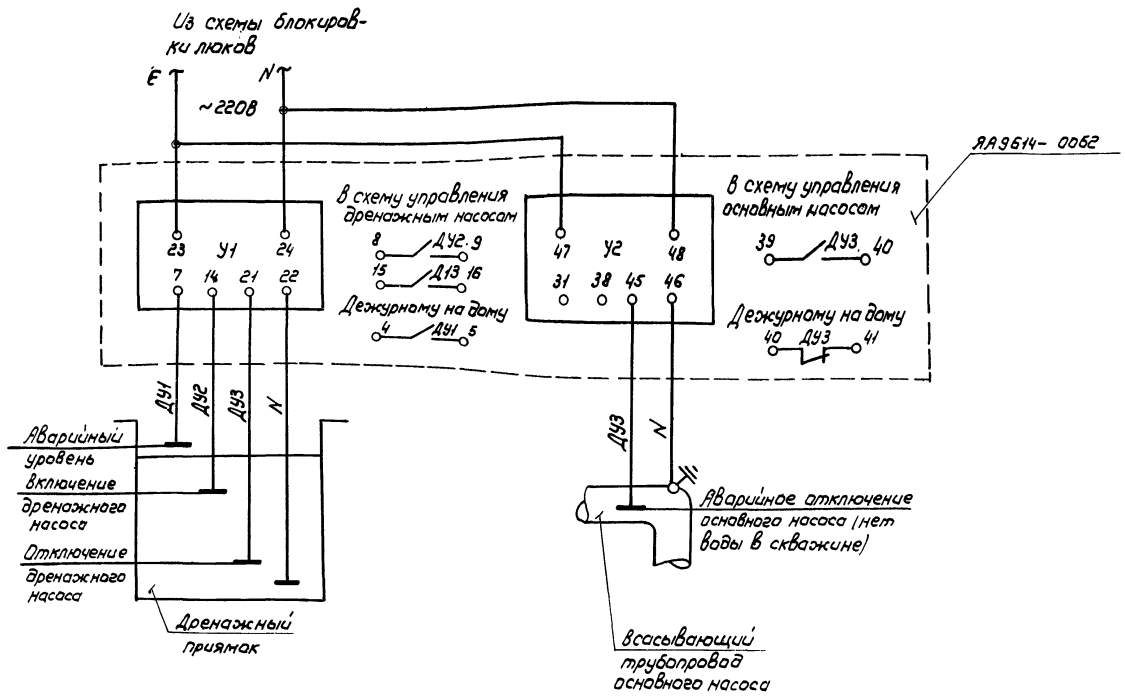 Из схемы блокиров-
ки люков
Е
N
~220В
ЯА9614-00Б2
В схему управления
дренажным насосом
В схему управления
основным насосом
23
У1
24
8
ДУ2
9
47
У2
48
39
ДУ3
40
7
14
21
22
15
Д13
16
31
38
45
46
Дежурному на дому
4
ДУ1
5
Дежурному на дому
40
ДУ3
41
ДУ1
ДУ2
ДУ3
N
ДУ3
N
Аварийный
уровень
Включение
дренажного
насоса
Отключение
дренажного
насоса
Аварийное отключение
основного насоса (нет
воды в скважине)
Дренажный
приямок
Всасывающий
трубопровод
основного насоса